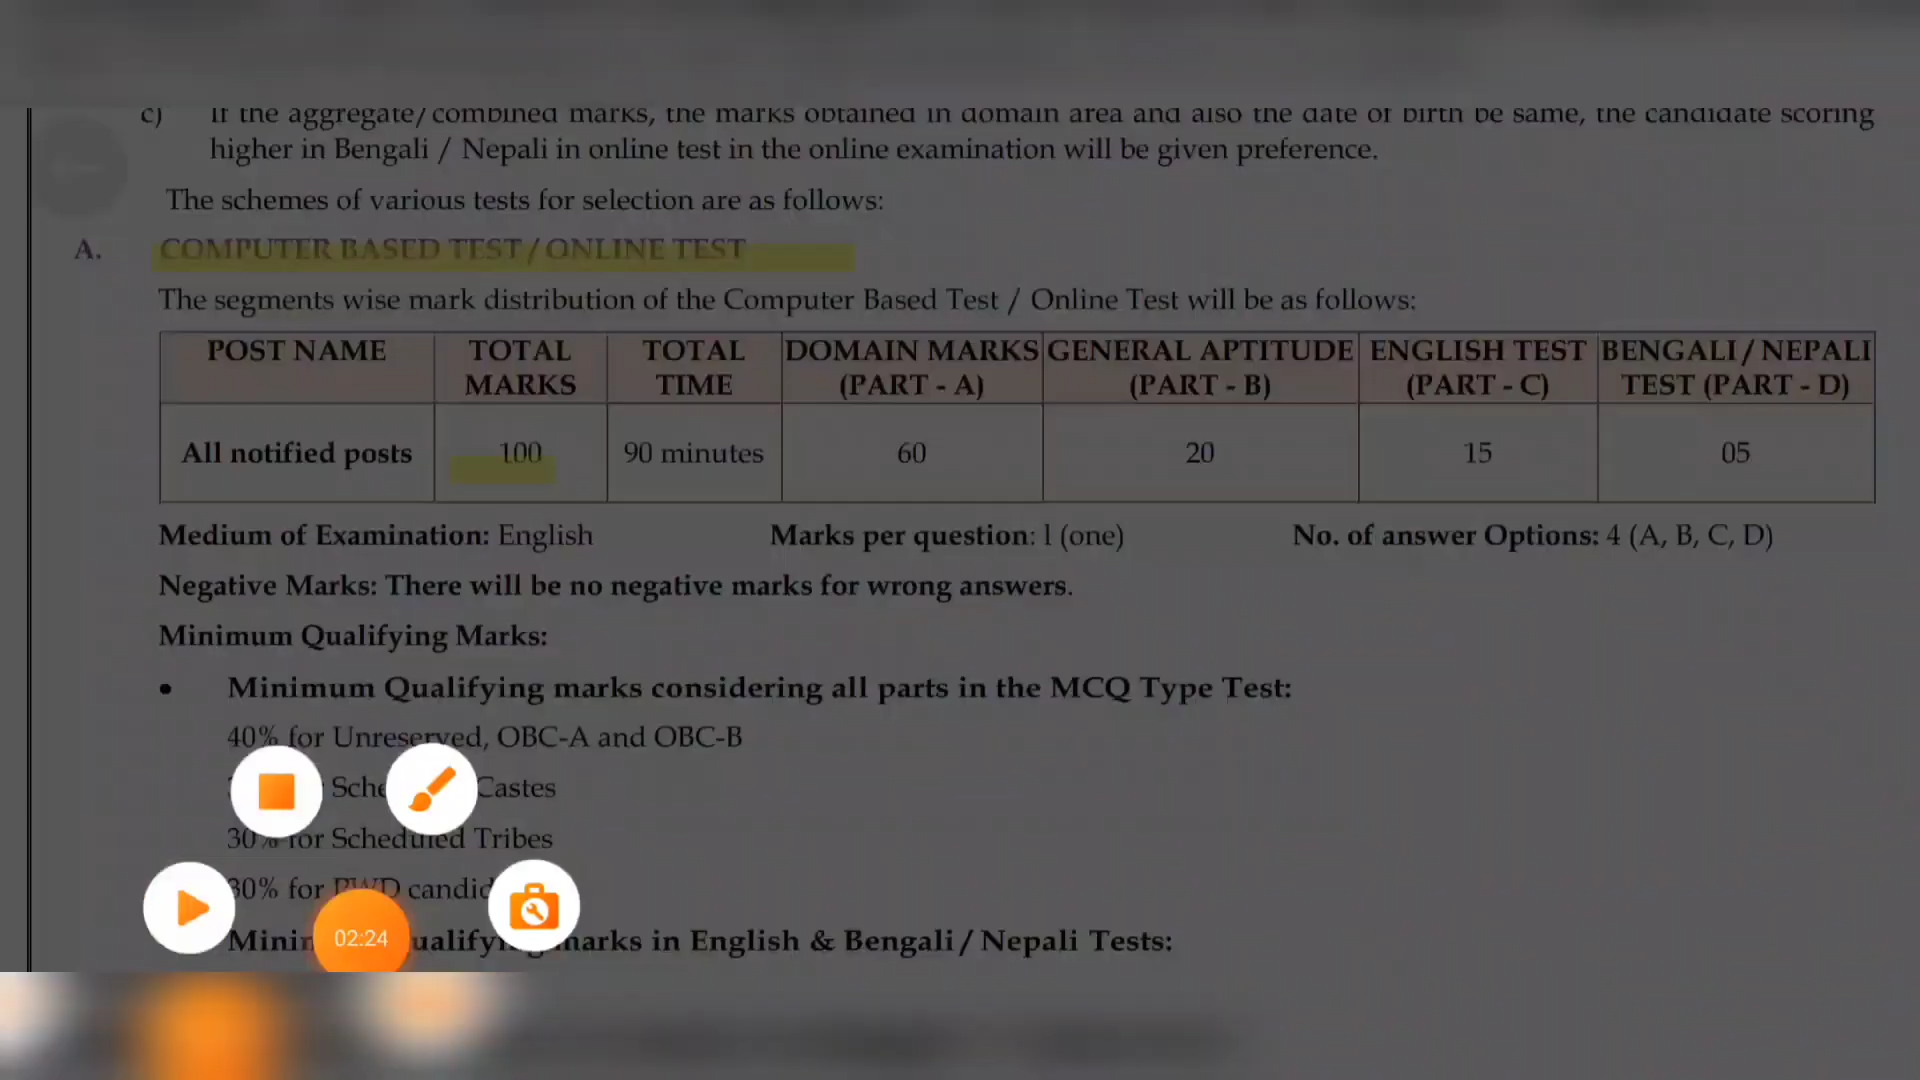 c) If the aggregate/combined marks, the marks obtained in domain area and also the date of birth be same, the candidate scoring
higher in Bengali / Nepali in online test in the online examination will be given preference.
The schemes of various tests for selection are as follows:
A. COMPUTER BASED TEST / ONLINE TEST
The segments wise mark distribution of the Computer Based Test / Online Test will be as follows:
POST NAME TOTAL MARKS TOTAL TIME DOMAIN MARKS (PART - A) GENERAL APTITUDE (PART - B) ENGLISH TEST (PART - C) BENGALI / NEPALI TEST (PART - D)
All notified posts 100 90 minutes 60 20 15 05
Medium of Examination: English Marks per question: 1 (one) No. of answer Options: 4 (A, B, C, D)
Negative Marks: There will be no negative marks for wrong answers.
Minimum Qualifying Marks:
• Minimum Qualifying marks considering all parts in the MCQ Type Test:
40% for Unreserved, OBC-A and OBC-B
Castes
30% for Scheduled Tribes
30% for PWD
02:24
marks in English & Bengali / Nepali Tests: